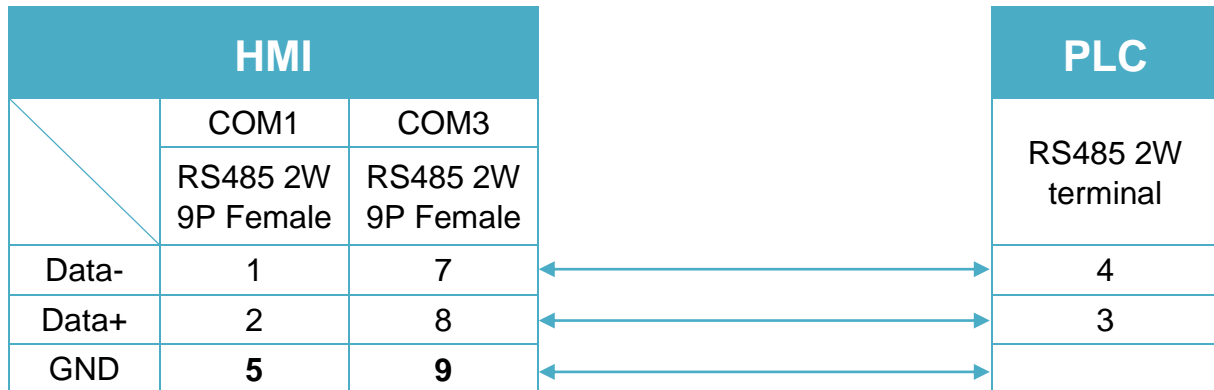 HMI PLC
COM1 COM3
RS485 2W RS485 2W RS485 2W
9P Female 9P Female terminal
Data- 1 7 4
Data+ 2 8 3
GND 5 9